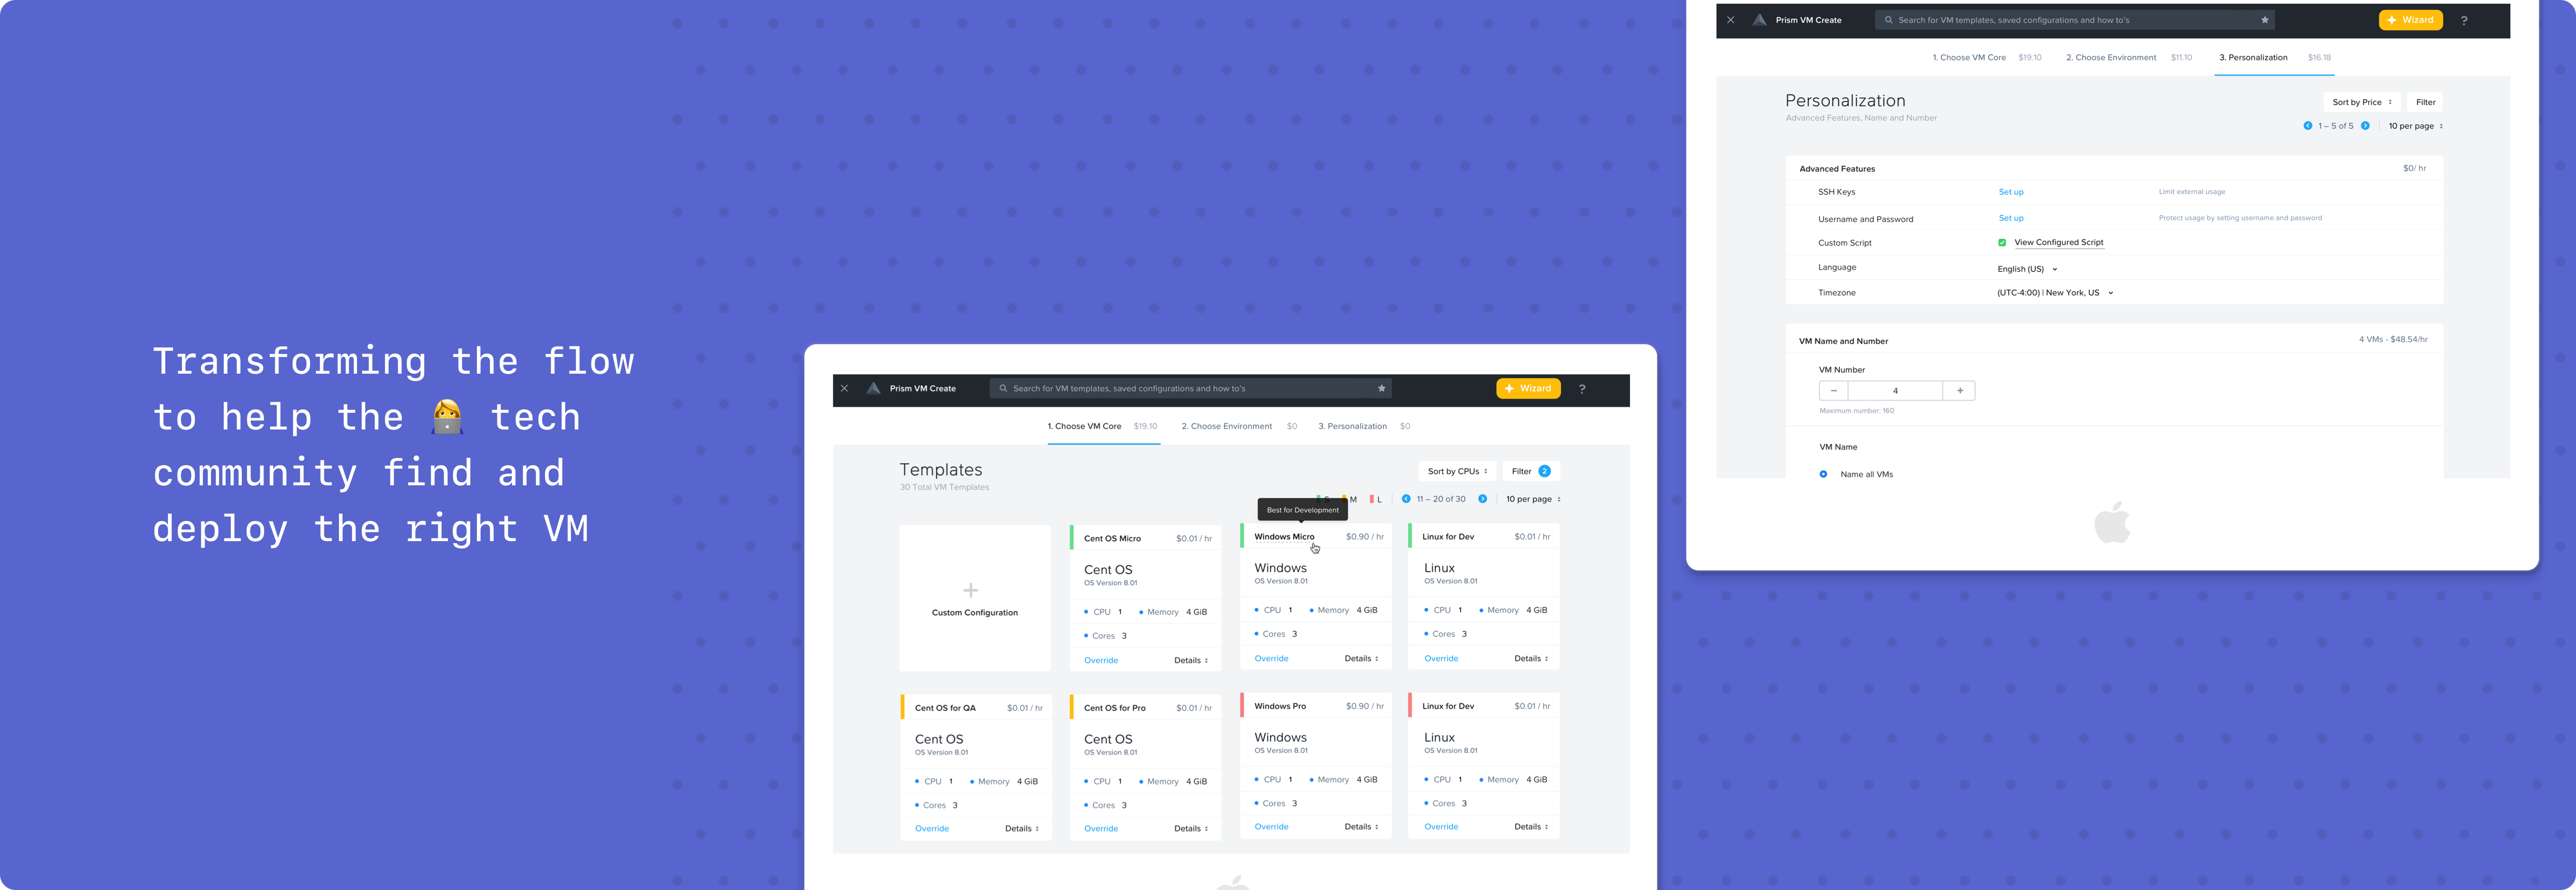 Transforming the flow
to help the 👩‍💻 tech
community find and
deploy the right VM
Prism VM Create
Search for VM templates, saved configurations and how to's
Wizard
?
1. Choose VM Core $19.10
2. Choose Environment $0
3. Personalization $0
Templates
30 Total VM Templates
Sort by CPUs
Filter 2
S M L
11 – 20 of 30
10 per page
Best for Development
Custom Configuration
Cent OS Micro $0.01 / hr
Cent OS
OS Version 8.01
CPU 1 Memory 4 GiB
Cores 3
Override Details
Windows Micro $0.90 / hr
Windows
OS Version 8.01
CPU 1 Memory 4 GiB
Cores 3
Override Details
Linux for Dev $0.01 / hr
Linux
OS Version 8.01
CPU 1 Memory 4 GiB
Cores 3
Override Details
Cent OS for QA $0.01 / hr
Cent OS
OS Version 8.01
CPU 1 Memory 4 GiB
Cores 3
Override Details
Cent OS for Pro $0.01 / hr
Cent OS
OS Version 8.01
CPU 1 Memory 4 GiB
Cores 3
Override Details
Windows Pro $0.90 / hr
Windows
OS Version 8.01
CPU 1 Memory 4 GiB
Cores 3
Override Details
Linux for Dev $0.01 / hr
Linux
OS Version 8.01
CPU 1 Memory 4 GiB
Cores 3
Override Details
Prism VM Create
Search for VM templates, saved configurations and how to's
Wizard
?
1. Choose VM Core $19.10
2. Choose Environment $11.10
3. Personalization $16.18
Personalization
Advanced Features, Name and Number
Sort by Price
Filter
1 – 5 of 5
10 per page
Advanced Features $0/ hr
SSH Keys Set up Limit external usage
Username and Password Set up Protect usage by setting username and password
Custom Script View Configured Script
Language English (US)
Timezone (UTC-4:00) | New York, US
VM Name and Number 4 VMs - $48.54/hr
VM Number
− 4 +
Maximum number: 160
VM Name
Name all VMs